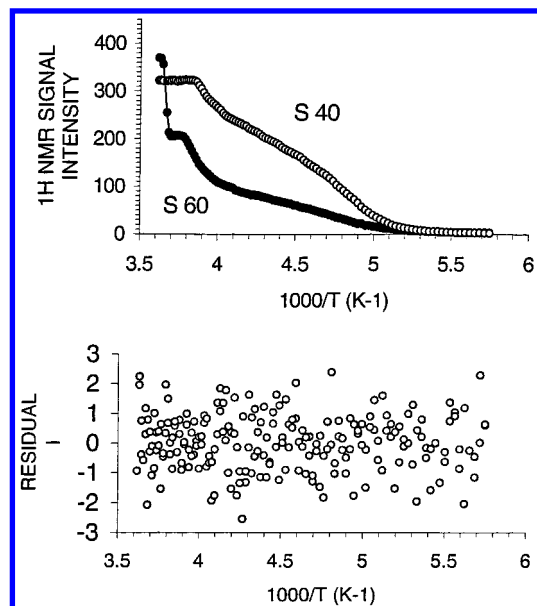 400
300
200
100
0
1H NMR SIGNAL
INTENSITY
S 40
S 60
3.5 4 4.5 5 5.5 6
1000/T (K-1)
3
2
1
0
-1
-2
-3
RESIDUAL
I
3.5 4 4.5 5 5.5 6
1000/T (K-1)